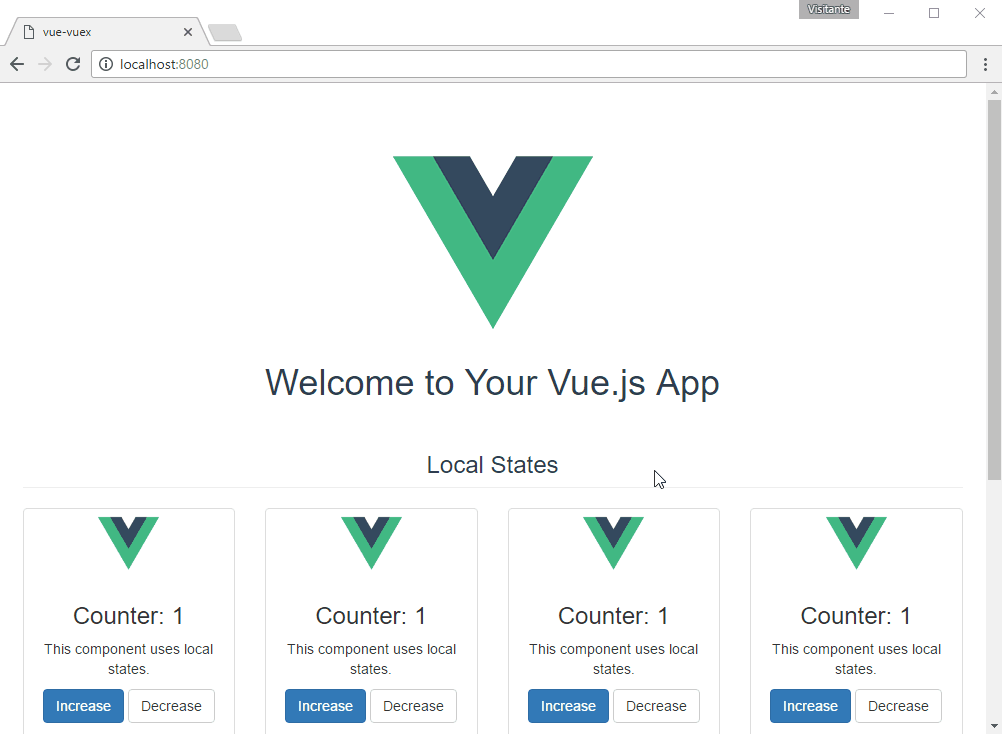 Visitante
vue-vuex
localhost:8080
Welcome to Your Vue.js App
Local States
Counter: 1
This component uses local
states.
Increase Decrease
Counter: 1
This component uses local
states.
Increase Decrease
Counter: 1
This component uses local
states.
Increase Decrease
Counter: 1
This component uses local
states.
Increase Decrease